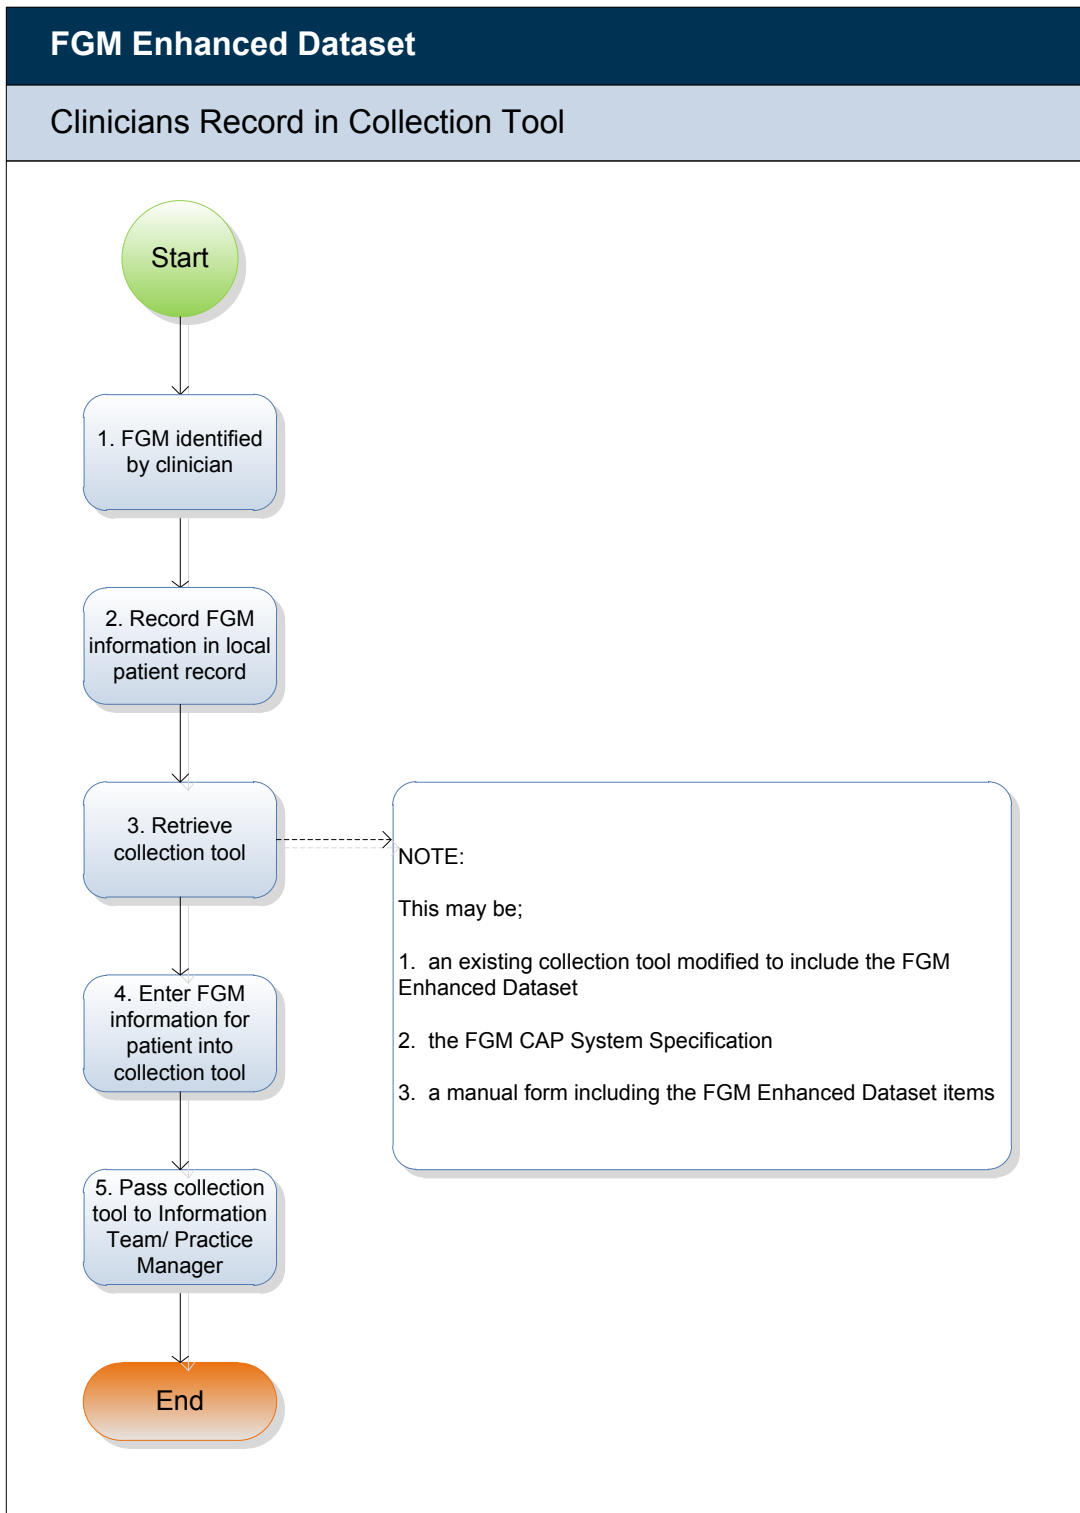 FGM Enhanced Dataset
Clinicians Record in Collection Tool
Start
1. FGM identified
by clinician
2. Record FGM
information in local
patient record
3. Retrieve
collection tool
NOTE:
This may be;
1. an existing collection tool modified to include the FGM
Enhanced Dataset
2. the FGM CAP System Specification
3. a manual form including the FGM Enhanced Dataset items
4. Enter FGM
information for
patient into
collection tool
5. Pass collection
tool to Information
Team/ Practice
Manager
End